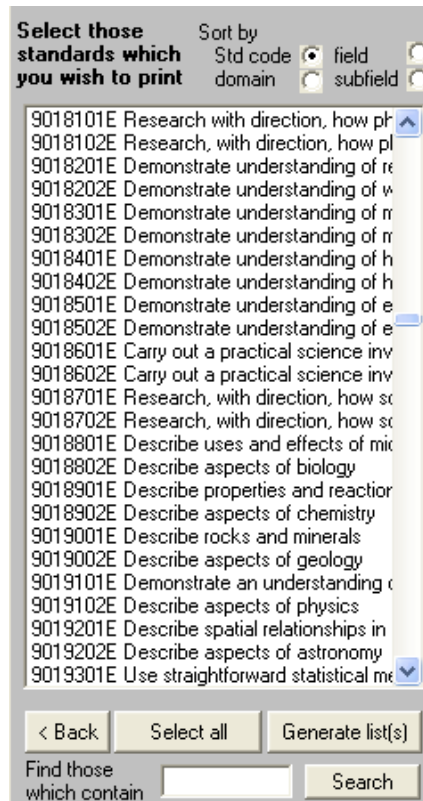 Select those Sort by
standards which Std code field
you wish to print domain subfield
9018101E Research with direction, how
9018102E Research, with direction, how
9018201E Demonstrate understanding of
9018202E Demonstrate understanding of
9018301E Demonstrate understanding of
9018302E Demonstrate understanding of
9018401E Demonstrate understanding of h
9018402E Demonstrate understanding of h
9018501E Demonstrate understanding of e
9018502E Demonstrate understanding of e
9018601E Carry out a practical science inv
9018602E Carry out a practical science inv
9018701E Research, with direction, how
9018702E Research, with direction, how
9018801E Describe uses and effects of mic
9018802E Describe aspects of biology
9018901E Describe properties and reaction
9018902E Describe aspects of chemistry
9019001E Describe rocks and minerals
9019002E Describe aspects of geology
9019101E Demonstrate an understanding
9019102E Describe aspects of physics
9019201E Describe spatial relationships in
9019202E Describe aspects of astronomy
9019301E Use straightforward statistical me
< Back Select all Generate list(s)
Find those
which contain Search